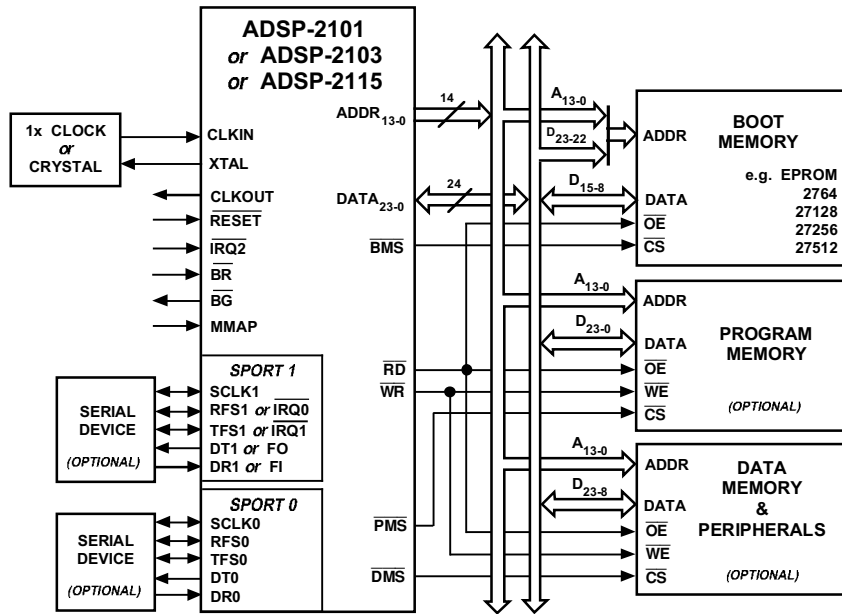 ADSP-2101
or ADSP-2103
or ADSP-2115
1x CLOCK
or
CRYSTAL
CLKIN
XTAL
CLKOUT
RESET
IRQ2
BR
BG
MMAP
SPORT 1
SCLK1
RFS1 or IRQ0
TFS1 or IRQ1
DT1 or FO
DR1 or FI
SERIAL
DEVICE
(OPTIONAL)
SPORT 0
SCLK0
RFS0
TFS0
DT0
DR0
SERIAL
DEVICE
(OPTIONAL)
ADDR13-0
14
DATA23-0
24
BMS
RD
WR
PMS
DMS
A13-0
D23-22
D15-8
ADDR
DATA
OE
CS
BOOT
MEMORY
e.g. EPROM
2764
27128
27256
27512
A13-0
D23-0
ADDR
DATA
OE
WE
CS
PROGRAM
MEMORY
(OPTIONAL)
A13-0
D23-8
ADDR
DATA
OE
WE
CS
DATA
MEMORY
&
PERIPHERALS
(OPTIONAL)